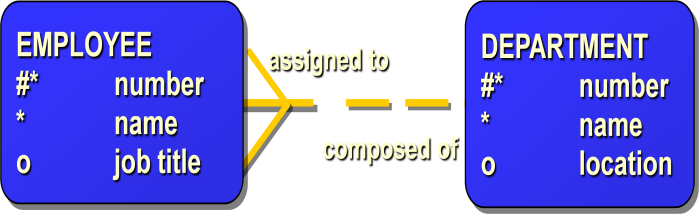 EMPLOYEE
#* number
* name
o job title
assigned to
composed of
DEPARTMENT
#* number
* name
o location